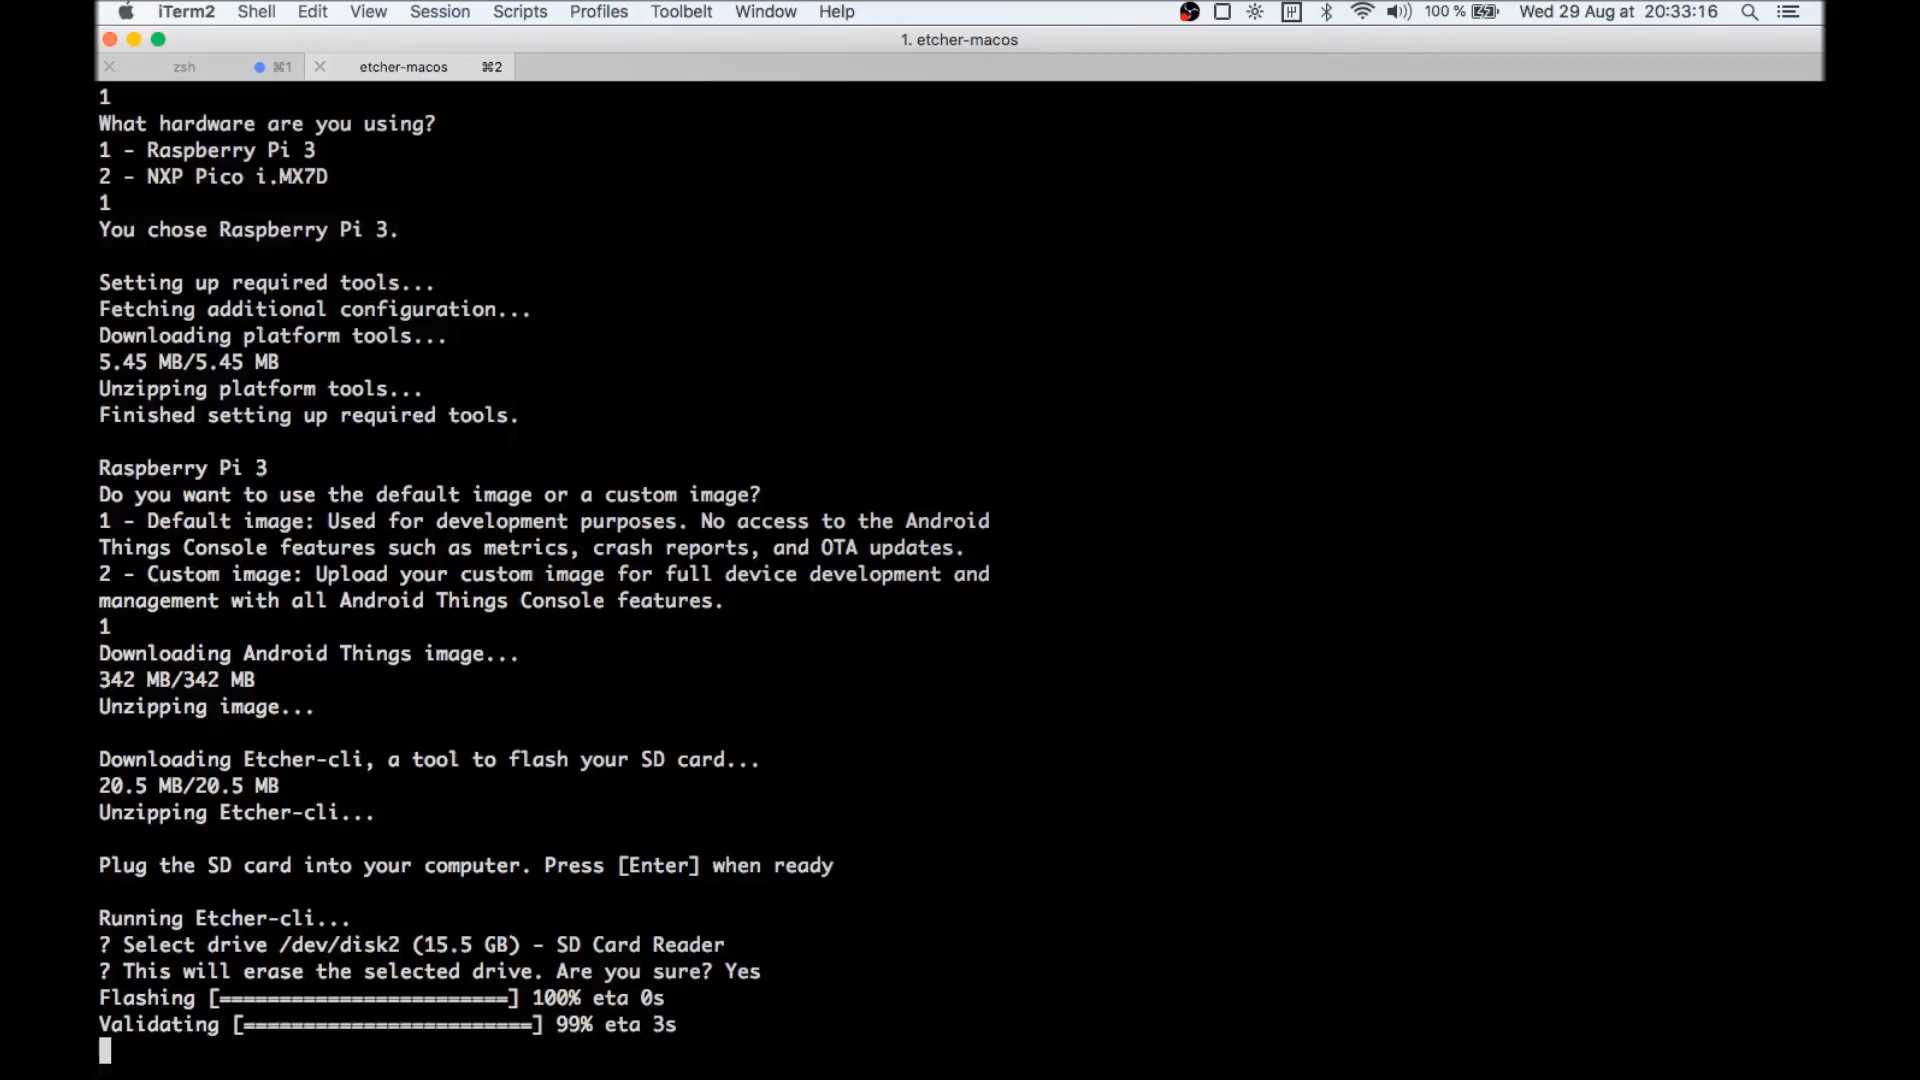 iTerm2 Shell Edit View Session Scripts Profiles Toolbelt Window Help 100 % Wed 29 Aug at 20:33:16
1. etcher-macos
zsh ⌘1 etcher-macos ⌘2
1
What hardware are you using?
1 - Raspberry Pi 3
2 - NXP Pico i.MX7D
1
You chose Raspberry Pi 3.
Setting up required tools...
Fetching additional configuration...
Downloading platform tools...
5.45 MB/5.45 MB
Unzipping platform tools...
Finished setting up required tools.
Raspberry Pi 3
Do you want to use the default image or a custom image?
1 - Default image: Used for development purposes. No access to the Android
Things Console features such as metrics, crash reports, and OTA updates.
2 - Custom image: Upload your custom image for full device development and
management with all Android Things Console features.
1
Downloading Android Things image...
342 MB/342 MB
Unzipping image...
Downloading Etcher-cli, a tool to flash your SD card...
20.5 MB/20.5 MB
Unzipping Etcher-cli...
Plug the SD card into your computer. Press [Enter] when ready
Running Etcher-cli...
? Select drive /dev/disk2 (15.5 GB) - SD Card Reader
? This will erase the selected drive. Are you sure? Yes
Flashing [========================] 100% eta 0s
Validating [========================] 99% eta 3s